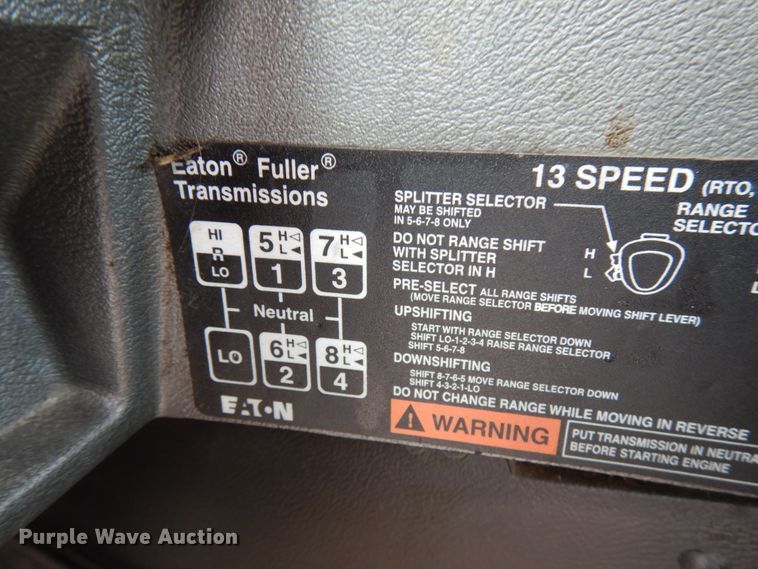 Eaton® Fuller®
Transmissions
HI
R
LO
5 H
L
1
7 H
L
3
Neutral
LO
6 H
L
2
8 H
L
4
EATON
13 SPEED (RTO,
SPLITTER SELECTOR
MAY BE SHIFTED
IN 5-6-7-8 ONLY
RANGE
DO NOT RANGE SHIFT
WITH SPLITTER
SELECTOR IN H
H
L
PRE-SELECT ALL RANGE SHIFTS
(MOVE RANGE SELECTOR BEFORE MOVING SHIFT LEVER)
UPSHIFTING
START WITH RANGE SELECTOR DOWN
SHIFT LO-1-2-3-4 RAISE RANGE SELECTOR
SHIFT 5-6-7-8
DOWNSHIFTING
SHIFT 8-7-6-5 MOVE RANGE SELECTOR DOWN
SHIFT 4-3-2-1-LO
DO NOT CHANGE RANGE WHILE MOVING IN REVERSE
WARNING
PUT TRANSMISSION IN
BEFORE STARTING ENGINE
Purple Wave Auction